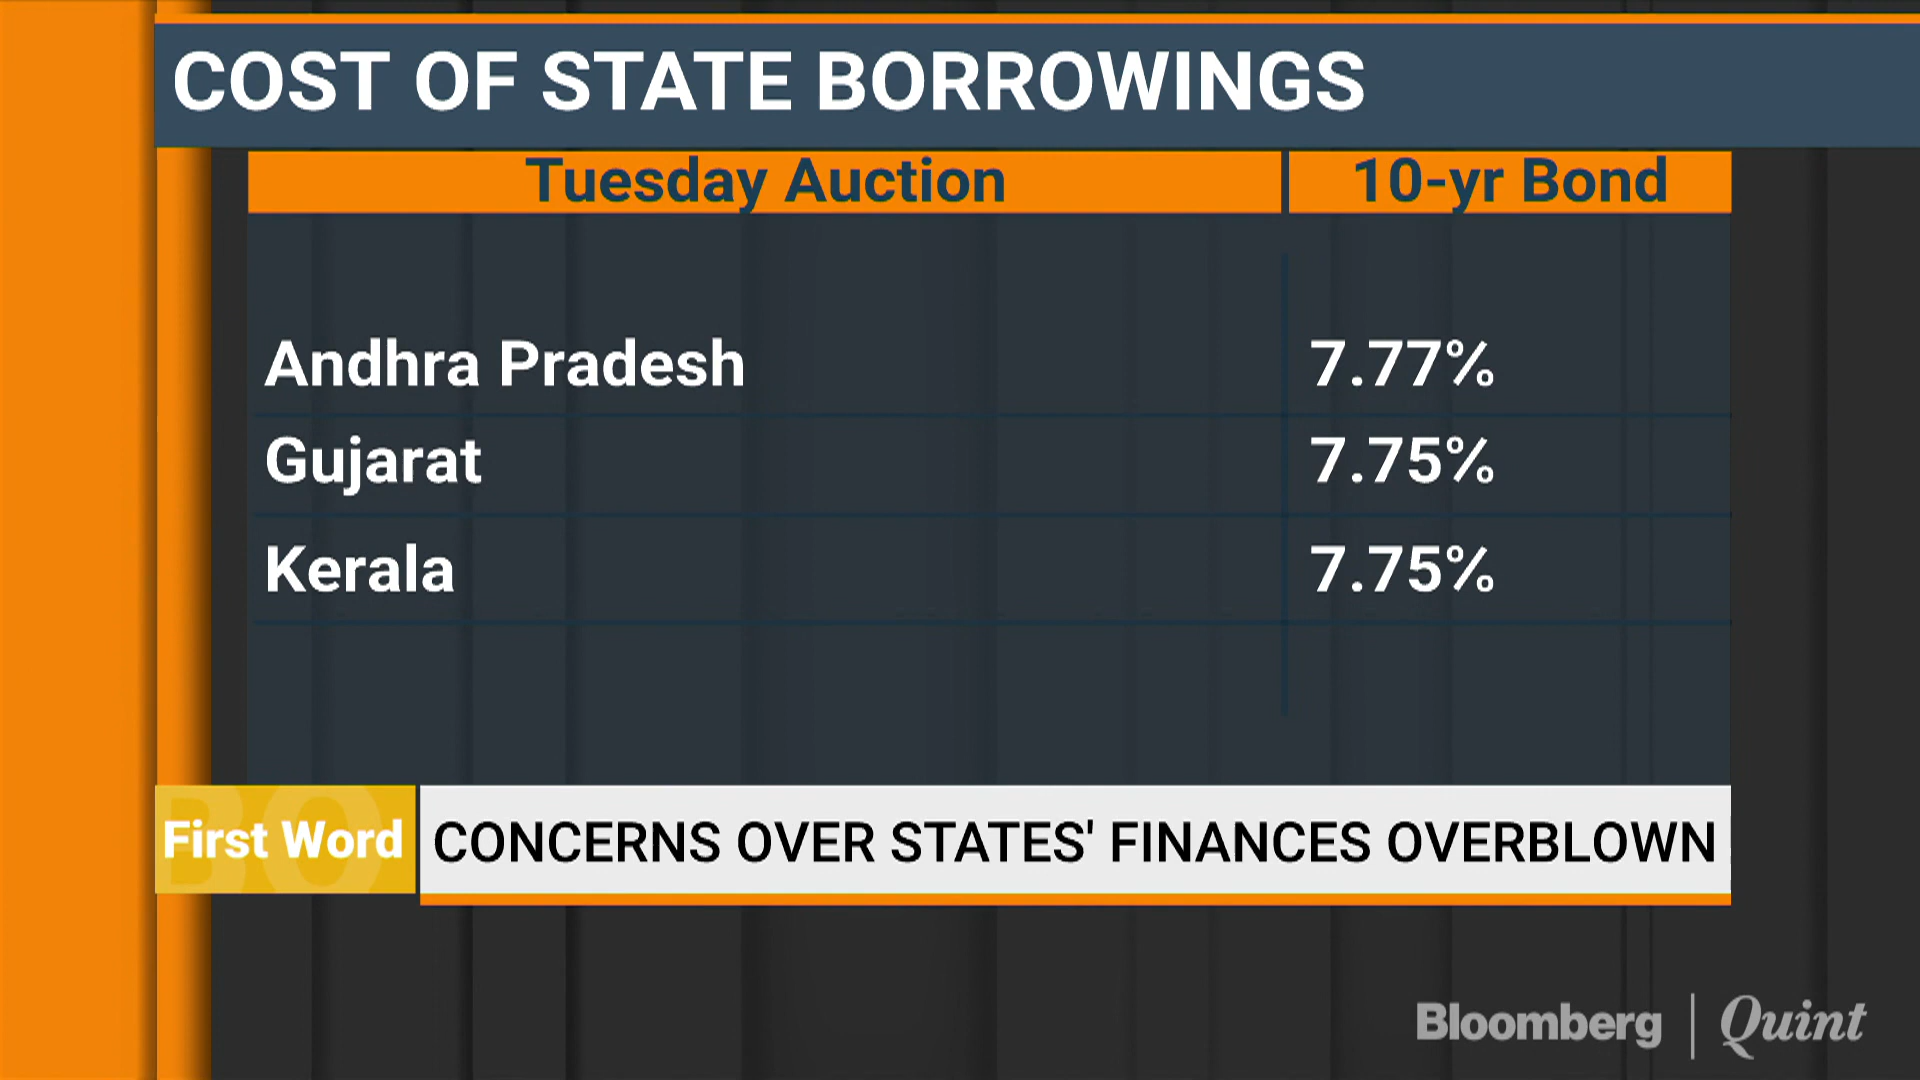 COST OF STATE BORROWINGS
Tuesday Auction 10-yr Bond
Andhra Pradesh 7.77%
Gujarat 7.75%
Kerala 7.75%
First Word CONCERNS OVER STATES' FINANCES OVERBLOWN
Bloomberg | Quint